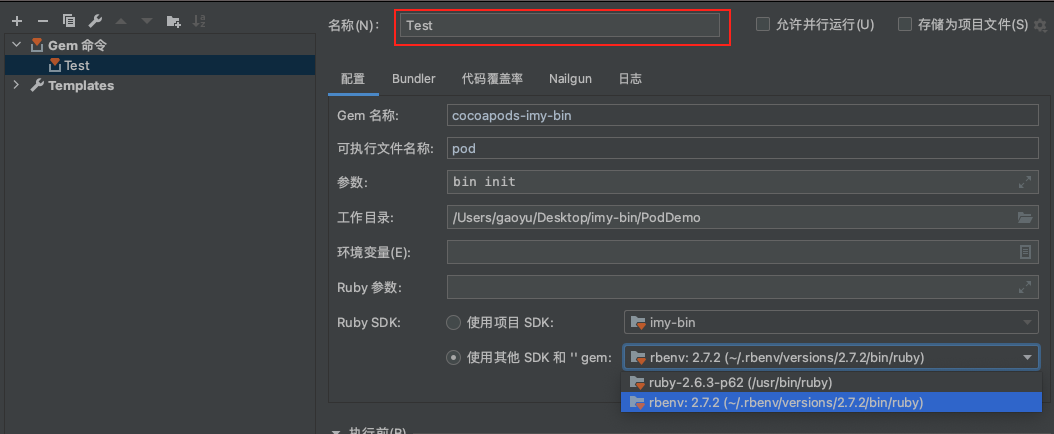 Gem 命令
Test
Templates
名称(N)： Test 允许并行运行(U) 存储为项目文件(S)
配置 Bundler 代码覆盖率 Nailgun 日志
Gem 名称: cocoapods-imy-bin
可执行文件名称: pod
参数: bin init
工作目录: /Users/gaoyu/Desktop/imy-bin/PodDemo
环境变量(E):
Ruby 参数:
Ruby SDK: 使用项目 SDK: imy-bin
使用其他 SDK 和 '' gem: rbenv: 2.7.2 (~/.rbenv/versions/2.7.2/bin/ruby)
ruby-2.6.3-p62 (/usr/bin/ruby)
rbenv: 2.7.2 (~/.rbenv/versions/2.7.2/bin/ruby)
执行前(B)